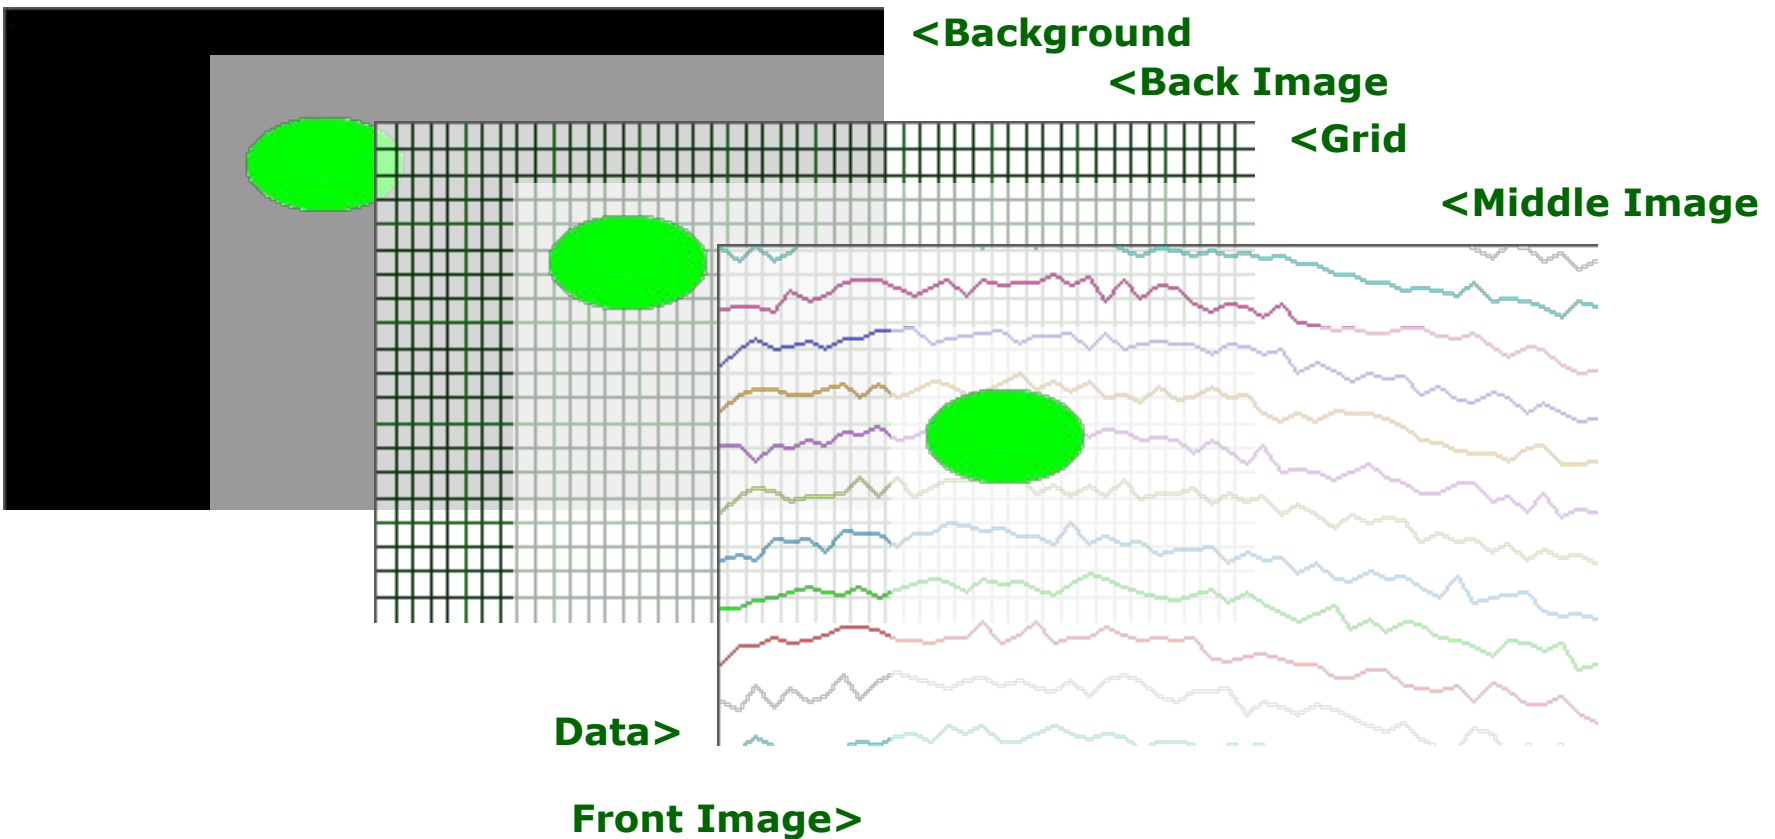 <Background
<Back Image
<Grid
<Middle Image
Data>
Front Image>